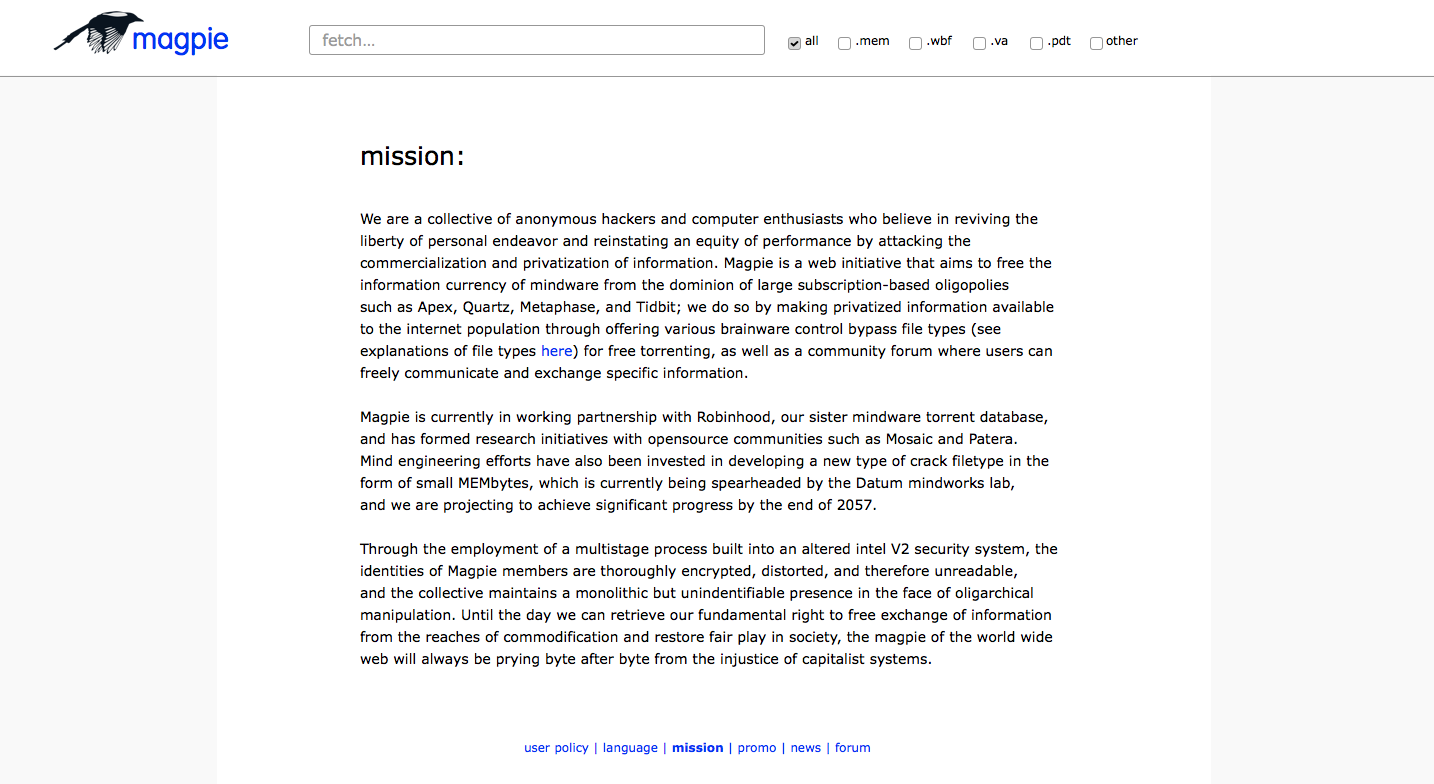 magpie
fetch...
all .mem .wbf .va .pdt other
mission:
We are a collective of anonymous hackers and computer enthusiasts who believe in reviving the
liberty of personal endeavor and reinstating an equity of performance by attacking the
commercialization and privatization of information. Magpie is a web initiative that aims to free the
information currency of mindware from the dominion of large subscription-based oligopolies
such as Apex, Quartz, Metaphase, and Tidbit; we do so by making privatized information available
to the internet population through offering various brainware control bypass file types (see
explanations of file types here) for free torrenting, as well as a community forum where users can
freely communicate and exchange specific information.
Magpie is currently in working partnership with Robinhood, our sister mindware torrent database,
and has formed research initiatives with opensource communities such as Mosaic and Patera.
Mind engineering efforts have also been invested in developing a new type of crack filetype in the
form of small MEMbytes, which is currently being spearheaded by the Datum mindworks lab,
and we are projecting to achieve significant progress by the end of 2057.
Through the employment of a multistage process built into an altered intel V2 security system, the
identities of Magpie members are thoroughly encrypted, distorted, and therefore unreadable,
and the collective maintains a monolithic but unindentifiable presence in the face of oligarchical
manipulation. Until the day we can retrieve our fundamental right to free exchange of information
from the reaches of commodification and restore fair play in society, the magpie of the world wide
web will always be prying byte after byte from the injustice of capitalist systems.
user policy | language | mission | promo | news | forum